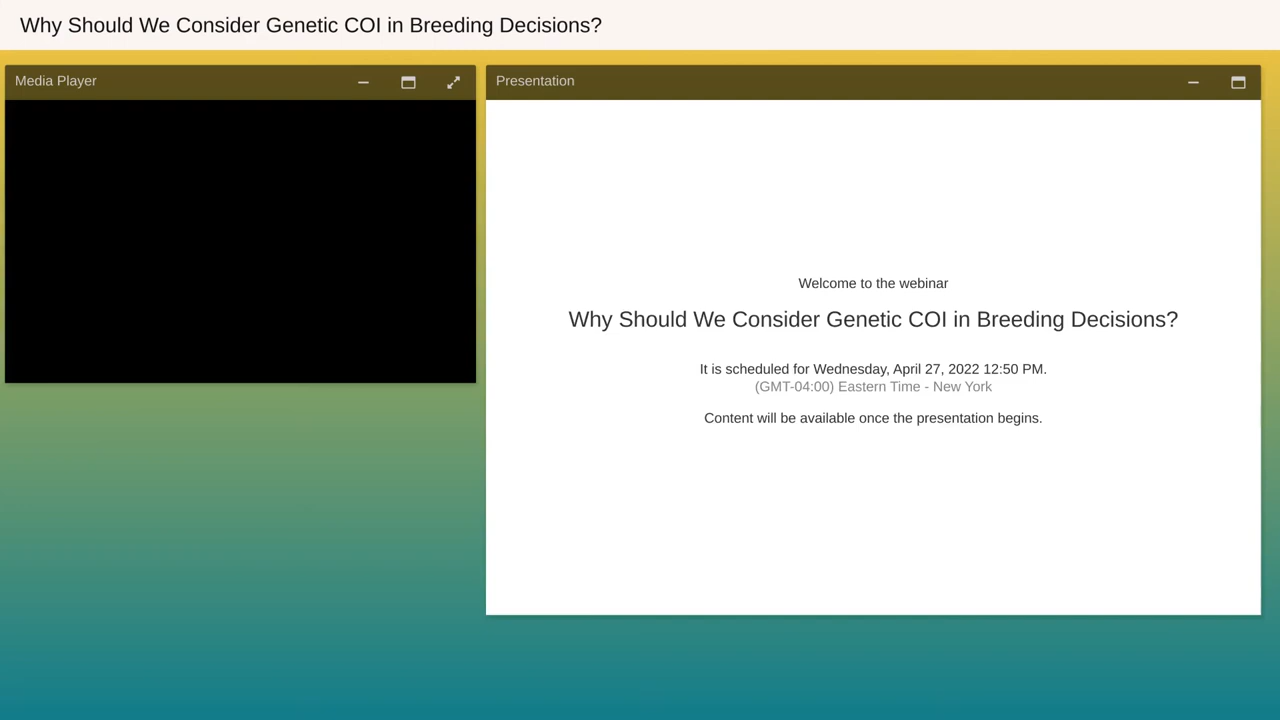 Why Should We Consider Genetic COI in Breeding Decisions?
Media Player
Presentation
Welcome to the webinar
Why Should We Consider Genetic COI in Breeding Decisions?
It is scheduled for Wednesday, April 27, 2022 12:50 PM.
(GMT-04:00) Eastern Time - New York
Content will be available once the presentation begins.